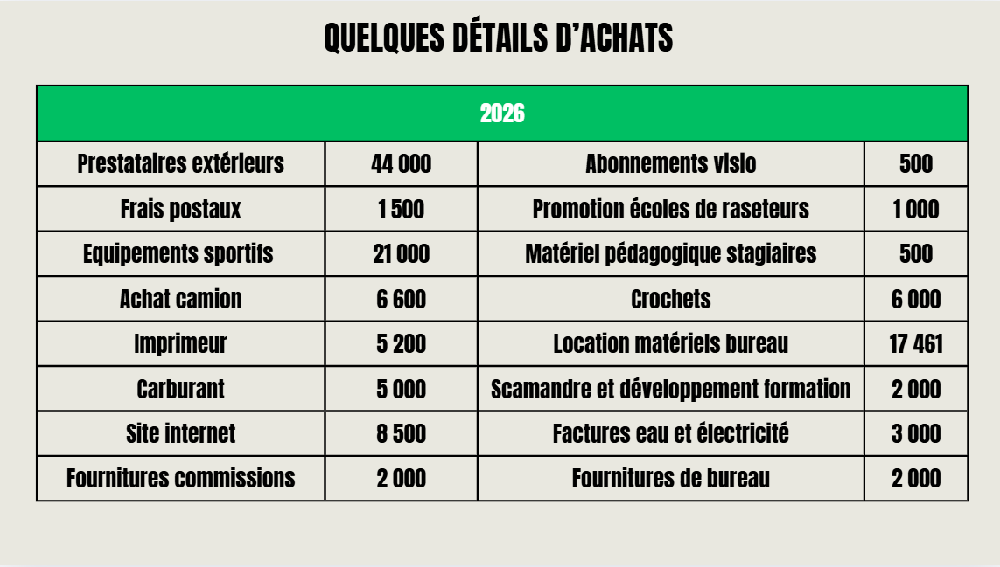 QUELQUES DÉTAILS D’ACHATS
2026
Prestataires extérieurs 44 000 Abonnements visio 500
Frais postaux 1 500 Promotion écoles de raseteurs 1 000
Equipements sportifs 21 000 Matériel pédagogique stagiaires 500
Achat camion 6 600 Crochets 6 000
Imprimeur 5 200 Location matériels bureau 17 461
Carburant 5 000 Scamandre et développement formation 2 000
Site internet 8 500 Factures eau et électricité 3 000
Fournitures commissions 2 000 Fournitures de bureau 2 000